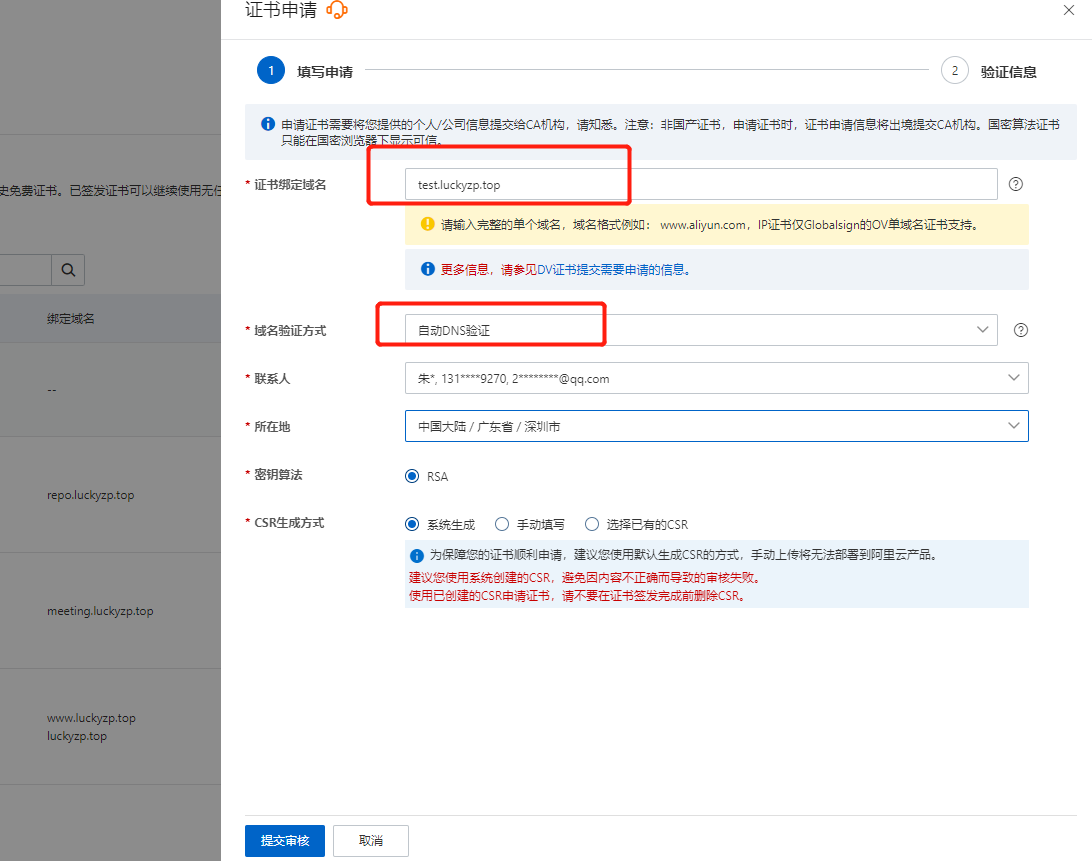 证书申请
1
填写申请
2
验证信息
申请证书需要将您提供的个人/公司信息提交给CA机构，请知悉。注意：非国产证书，申请证书时，证书申请信息将出境提交CA机构。国密算法证书
只能在国密浏览器下显示可信。
* 证书绑定域名
test.luckyzp.top
请输入完整的单个域名，域名格式例如： www.aliyun.com，IP证书仅Globalsign的OV单域名证书支持。
更多信息，请参见DV证书提交需要申请的信息。
* 域名验证方式
自动DNS验证
* 联系人
朱*, 131****9270, 2********@qq.com
* 所在地
中国大陆 / 广东省 / 深圳市
* 密钥算法
RSA
* CSR生成方式
系统生成
手动填写
选择已有的CSR
为保障您的证书顺利申请，建议您使用默认生成CSR的方式，手动上传将无法部署到阿里云产品。
建议您使用系统创建的CSR，避免因内容不正确而导致的审核失败。
使用已创建的CSR申请证书，请不要在证书签发完成前删除CSR。
提交审核
取消
史免费证书。已签发证书可以继续使用无任
绑定域名
--
repo.luckyzp.top
meeting.luckyzp.top
www.luckyzp.top
luckyzp.top